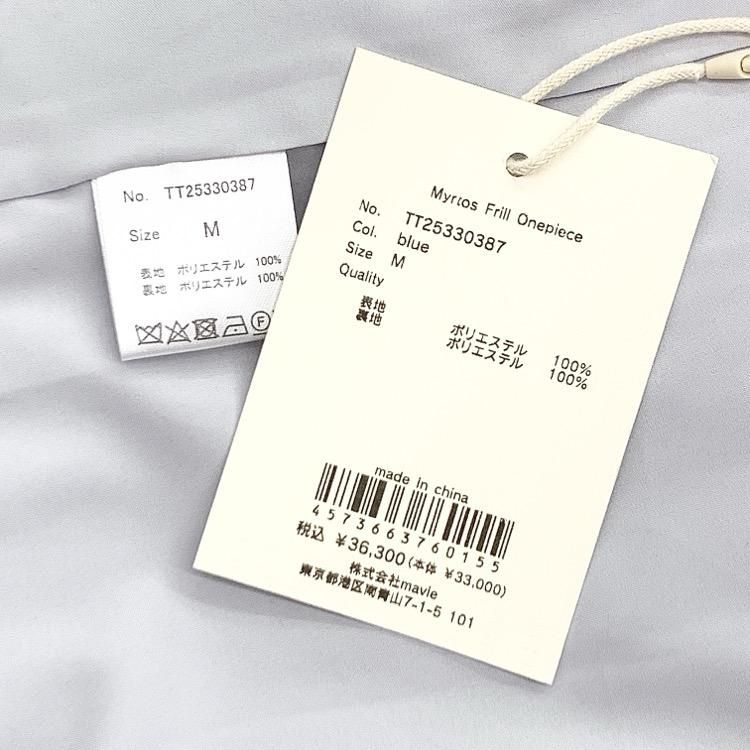 No. TT25330387
Size M
表地 ポリエステル 100%
裏地 ポリエステル 100%
Myrtos Frill Onepiece
No. TT25330387
Col. blue
Size M
Quality
表地 ポリエステル 100%
裏地 ポリエステル 100%
made in china
4573663760155
税込 ¥36,300(本体 ¥33,000)
株式会社mavie
東京都港区南青山7-1-5 101